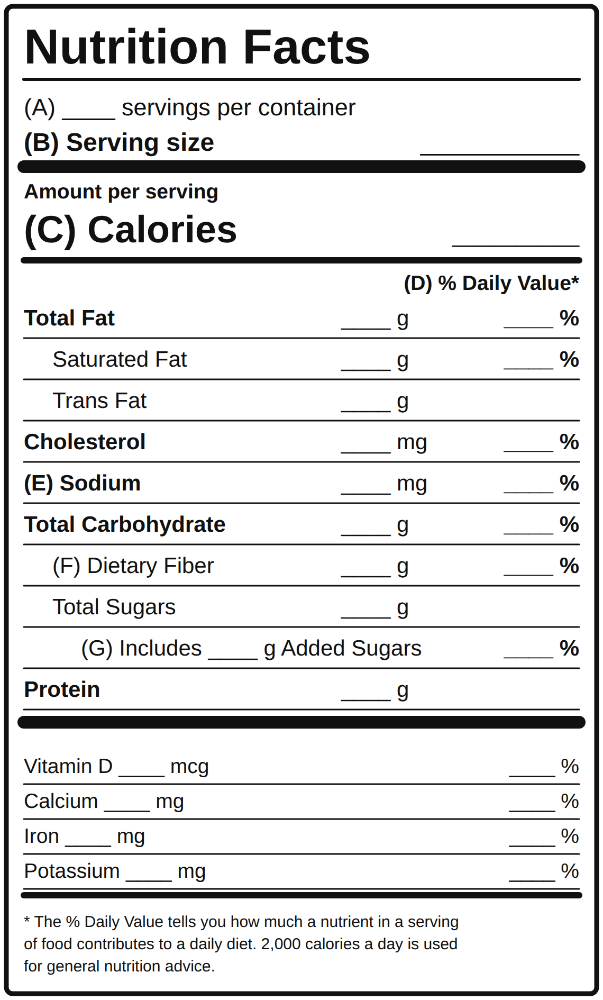 Nutrition Facts
(A) ____ servings per container
(B) Serving size ____________
Amount per serving
(C) Calories ________
(D) % Daily Value*
Total Fat ____ g ____ %
Saturated Fat ____ g ____ %
Trans Fat ____ g
Cholesterol ____ mg ____ %
(E) Sodium ____ mg ____ %
Total Carbohydrate ____ g ____ %
(F) Dietary Fiber ____ g ____ %
Total Sugars ____ g
(G) Includes ____ g Added Sugars ____ %
Protein ____ g
Vitamin D ____ mcg ____ %
Calcium ____ mg ____ %
Iron ____ mg ____ %
Potassium ____ mg ____ %
* The % Daily Value tells you how much a nutrient in a serving
of food contributes to a daily diet. 2,000 calories a day is used
for general nutrition advice.